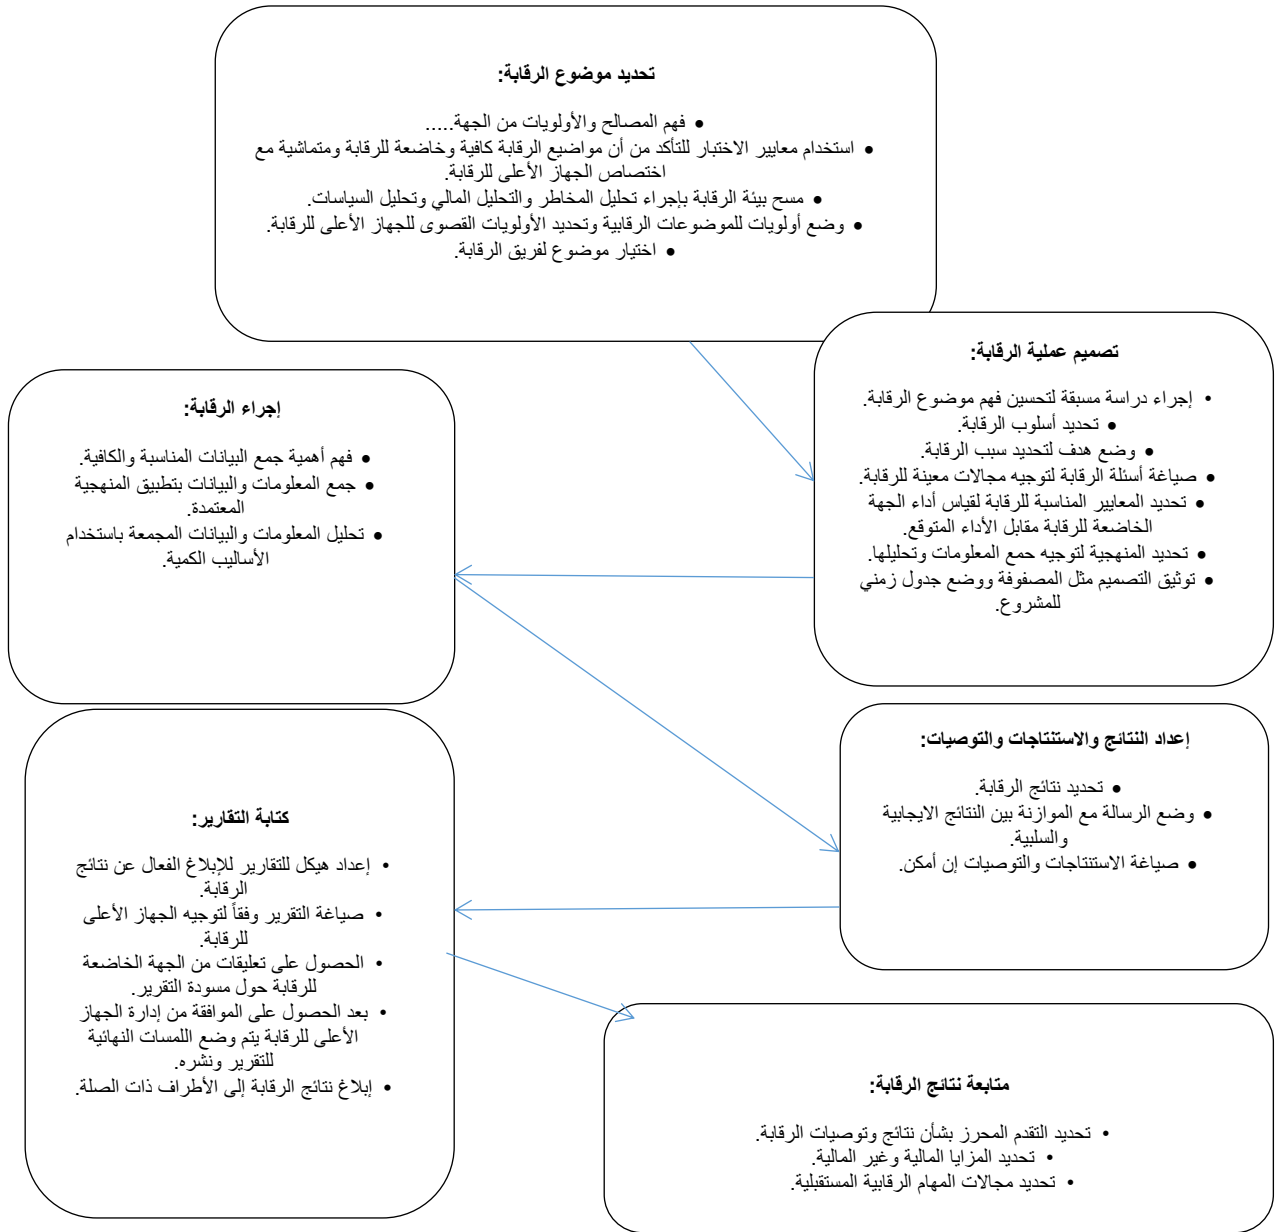 تحديد موضوع الرقابة:
● فهم المصالح والأولويات من الجهة.....
● استخدام معايير الاختبار للتأكد من أن مواضيع الرقابة كافية وخاضعة للرقابة ومتماشية مع
اختصاص الجهاز الأعلى للرقابة.
● مسح بيئة الرقابة بإجراء تحليل المخاطر والتحليل المالي وتحليل السياسات.
● وضع أولويات للموضوعات الرقابية وتحديد الأولويات القصوى للجهاز الأعلى للرقابة.
● اختيار موضوع لفريق الرقابة.
تصميم عملية الرقابة:
• إجراء دراسة مسبقة لتحسين فهم موضوع الرقابة.
● تحديد أسلوب الرقابة.
● وضع هدف لتحديد سبب الرقابة.
● صياغة أسئلة الرقابة لتوجيه مجالات معينة للرقابة.
● تحديد المعايير المناسبة للرقابة لقياس أداء الجهة
الخاضعة للرقابة مقابل الأداء المتوقع.
● تحديد المنهجية لتوجيه حمع المعلومات وتحليلها.
● توثيق التصميم مثل المصفوفة ووضع جدول زمني
للمشروع.
إجراء الرقابة:
● فهم أهمية جمع البيانات المناسبة والكافية.
● جمع المعلومات والبيانات بتطبيق المنهجية
المعتمدة.
● تحليل المعلومات والبيانات المجمعة باستخدام
الأساليب الكمية.
إعداد النتائج والاستنتاجات والتوصيات:
● تحديد نتائج الرقابة.
● وضع الرسالة مع الموازنة بين النتائج الايجابية
والسلبية.
● صياغة الاستنتاجات والتوصيات إن أمكن.
كتابة التقارير:
• إعداد هيكل للتقارير للإبلاغ الفعال عن نتائج
الرقابة.
• صياغة التقرير وفقاً لتوجيه الجهاز الأعلى
للرقابة.
• الحصول على تعليقات من الجهة الخاضعة
للرقابة حول مسودة التقرير.
• بعد الحصول على الموافقة من إدارة الجهاز
الأعلى للرقابة يتم وضع اللمسات النهائية
للتقرير ونشره.
• إبلاغ نتائج الرقابة إلى الأطراف ذات الصلة.
متابعة نتائج الرقابة:
• تحديد التقدم المحرز بشأن نتائج وتوصيات الرقابة.
• تحديد المزايا المالية وغير المالية.
• تحديد مجالات المهام الرقابية المستقبلية.